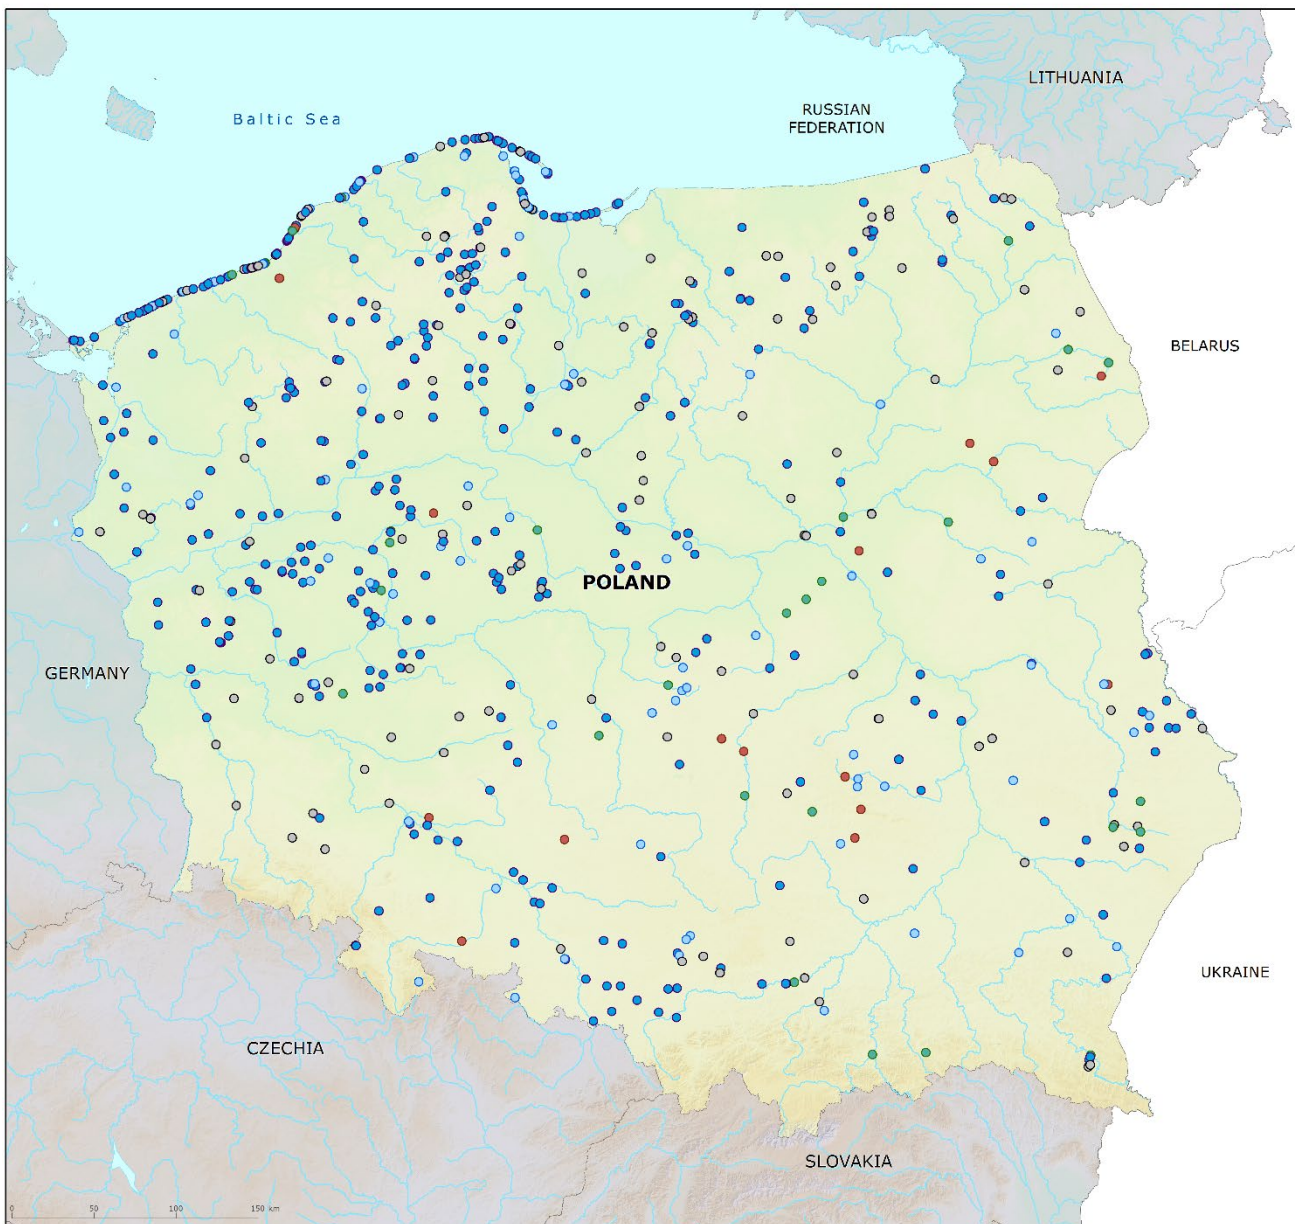 LITHUANIA
Baltic Sea
RUSSIAN
FEDERATION
BELARUS
POLAND
GERMANY
UKRAINE
CZECHIA
SLOVAKIA
0 50 100 150 km